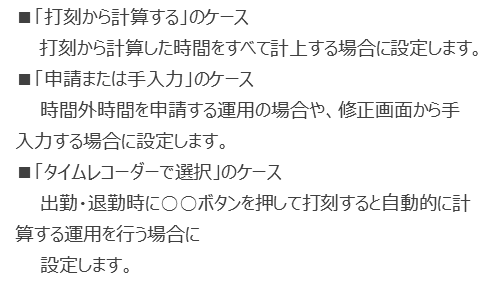 ■「打刻から計算する」のケース
打刻から計算した時間をすべて計上する場合に設定します。
■「申請または手入力」のケース
時間外時間を申請する運用の場合や、修正画面から手
入力する場合に設定します。
■「タイムレコーダーで選択」のケース
出勤・退勤時に○○ボタンを押して打刻すると自動的に計
算する運用を行う場合に
設定します。